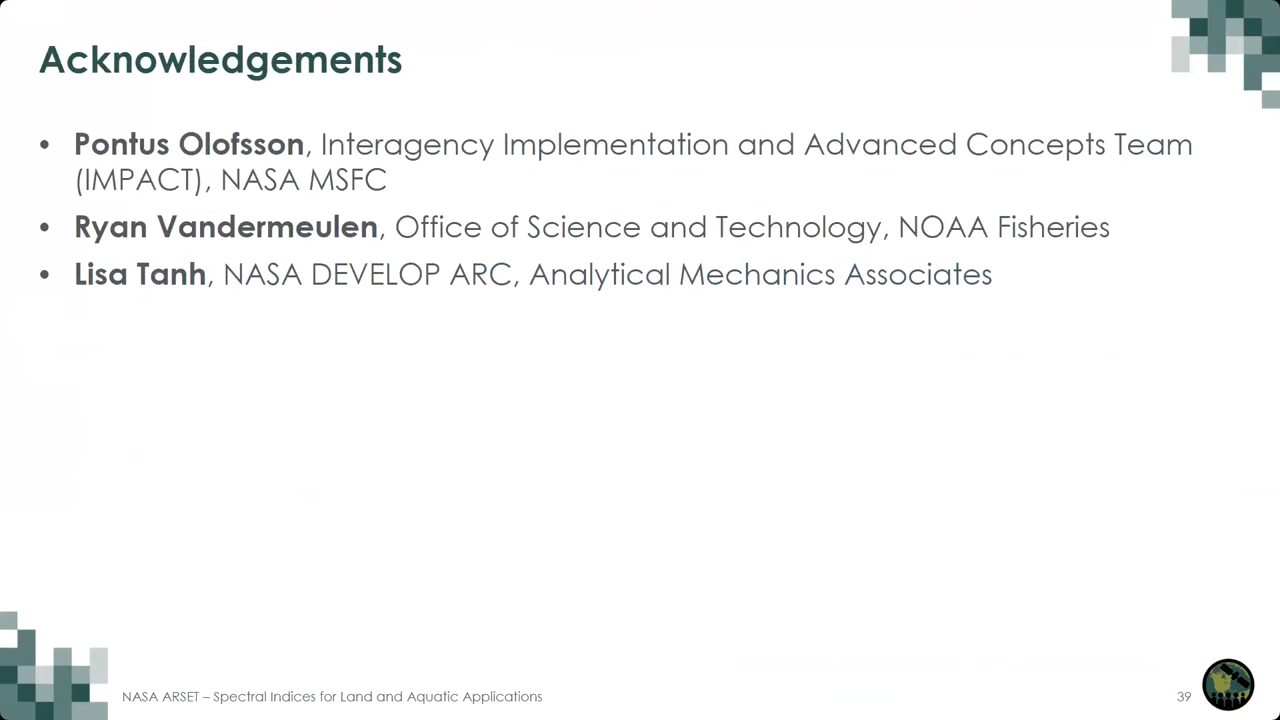 Acknowledgements
• Pontus Olofsson, Interagency Implementation and Advanced Concepts Team
(IMPACT), NASA MSFC
• Ryan Vandermeulen, Office of Science and Technology, NOAA Fisheries
• Lisa Tanh, NASA DEVELOP ARC, Analytical Mechanics Associates
NASA ARSET – Spectral Indices for Land and Aquatic Applications
39